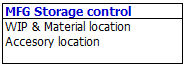 MFG Storage control
WIP & Material location
Accesory location